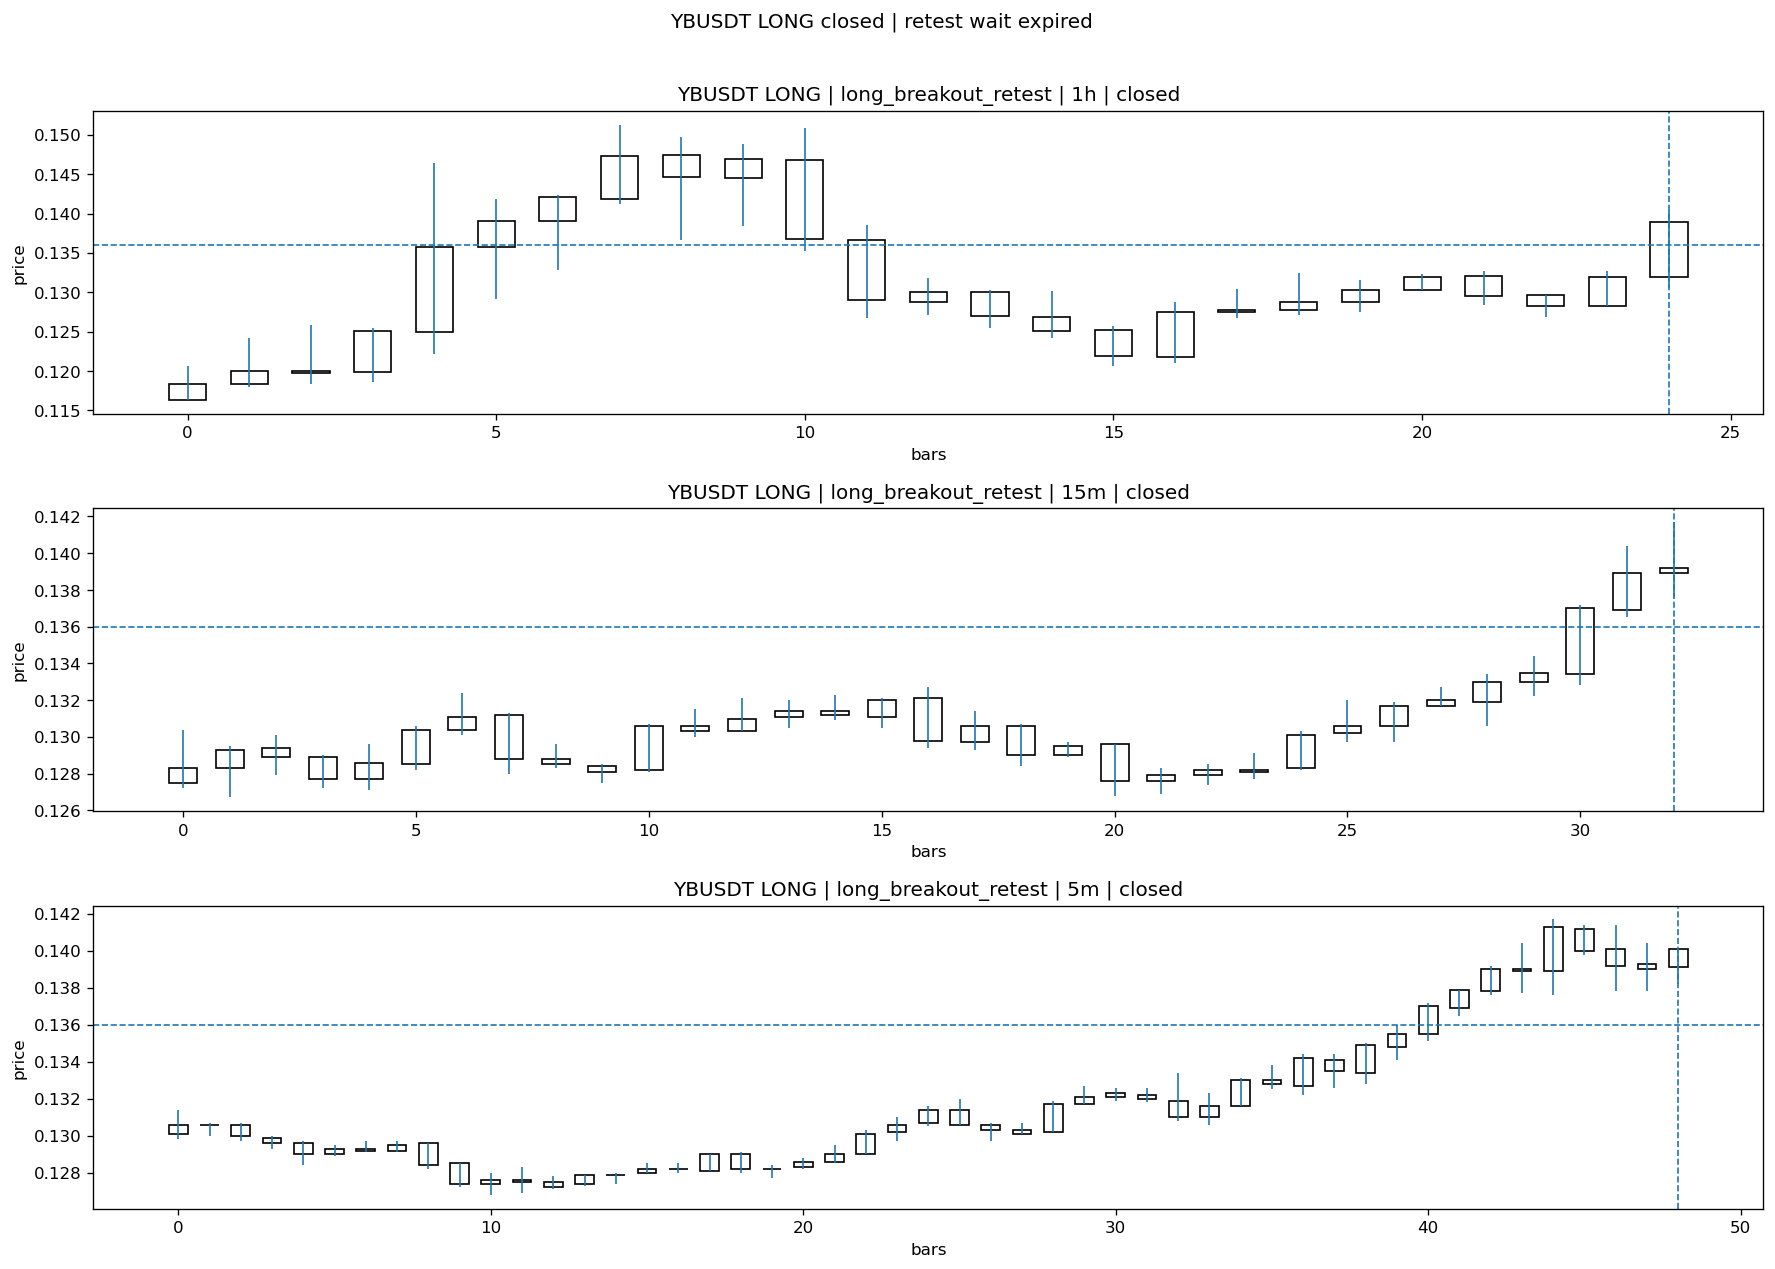 YBUSDT LONG closed | retest wait expired
YBUSDT LONG | long_breakout_retest | 1h | closed
0.150
0.145
0.140
0.135
0.130
0.125
0.120
0.115
price
0 5 10 15 20 25
bars
YBUSDT LONG | long_breakout_retest | 15m | closed
0.142
0.140
0.138
0.136
0.134
0.132
0.130
0.128
0.126
price
0 5 10 15 20 25 30
bars
YBUSDT LONG | long_breakout_retest | 5m | closed
0.142
0.140
0.138
0.136
0.134
0.132
0.130
0.128
price
0 10 20 30 40 50
bars